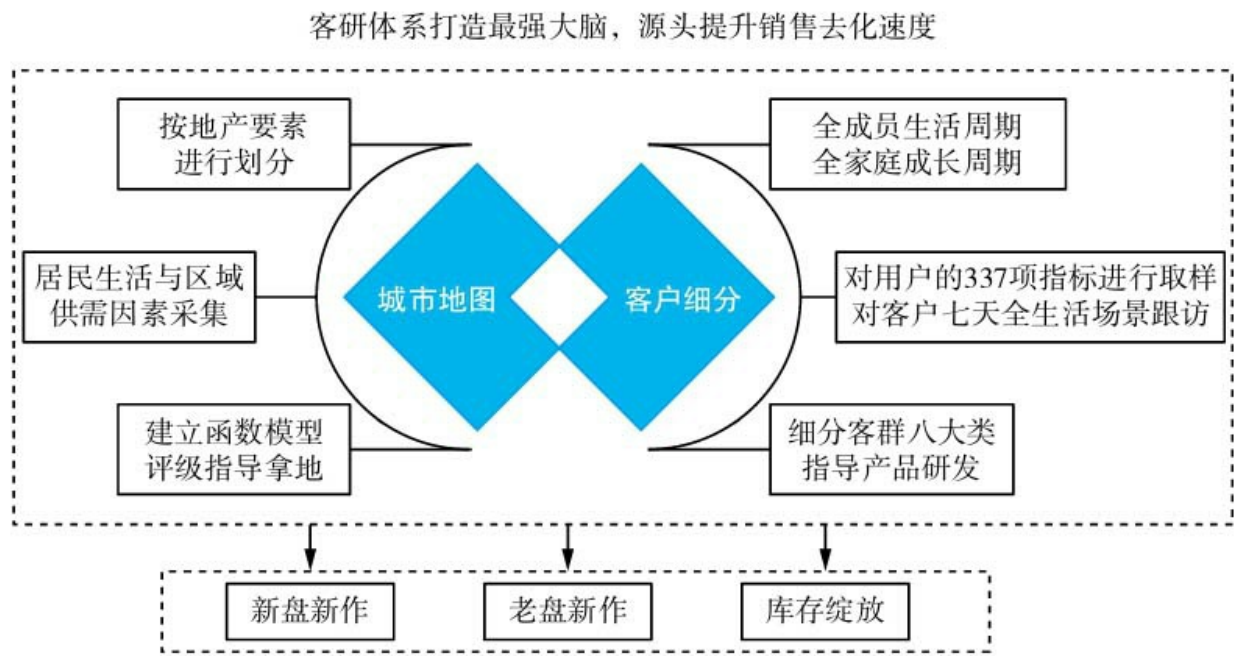 客研体系打造最强大脑，源头提升销售去化速度
按地产要素
进行划分
全成员生活周期
全家庭成长周期
居民生活与区域
供需因素采集
城市地图
客户细分
对用户的337项指标进行取样
对客户七天全生活场景跟访
建立函数模型
评级指导拿地
细分客群八大类
指导产品研发
新盘新作
老盘新作
库存绽放